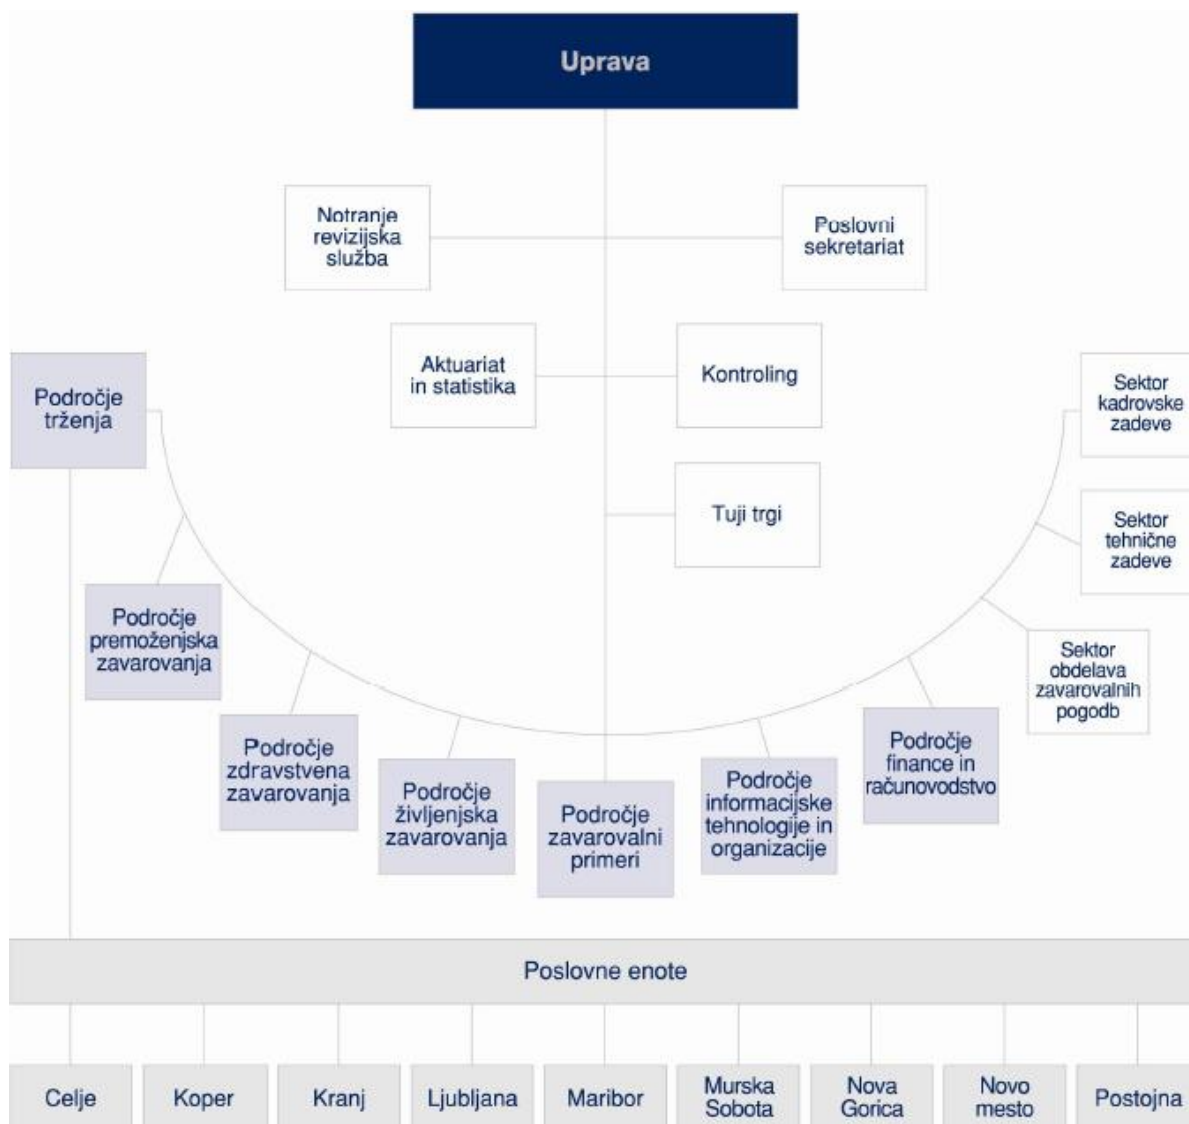 Uprava
Notranje
revizijska
služba
Poslovni
sekretariat
Aktuariat
in statistika
Kontroling
Tuji trgi
Področje
trženja
Sektor
kadrovske
zadeve
Sektor
tehnične
zadeve
Sektor
obdelava
zavarovalnih
pogodb
Področje
premoženjska
zavarovanja
Področje
zdravstvena
zavarovanja
Področje
življenjska
zavarovanja
Področje
zavarovalni
primeri
Področje
informacijske
tehnologije in
organizacije
Področje
finance in
računovodstvo
Poslovne enote
Celje
Koper
Kranj
Ljubljana
Maribor
Murska
Sobota
Nova
Gorica
Novo
mesto
Postojna